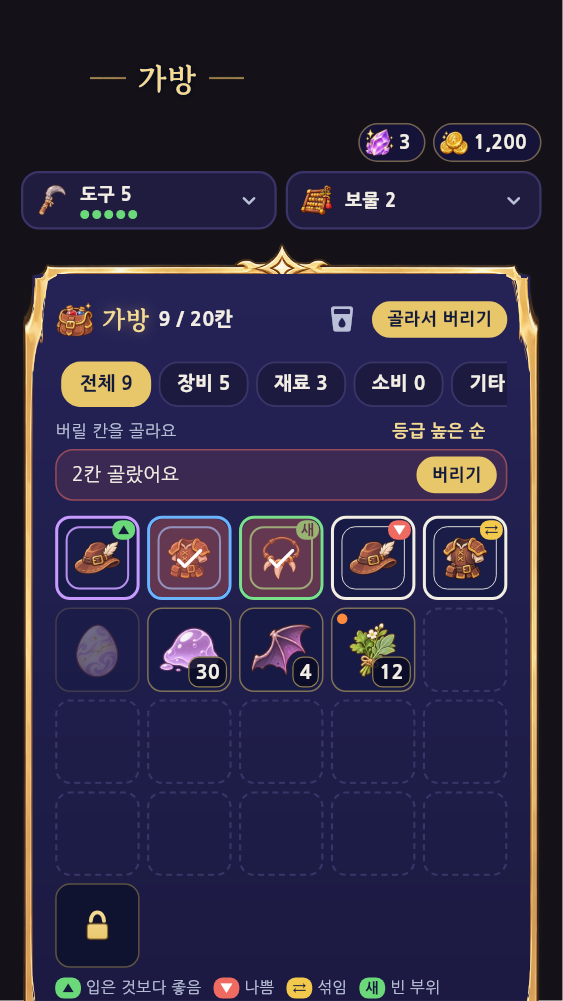 가방
3
1,200
도구 5
보물 2
가방 9 / 20칸
골라서 버리기
전체 9
장비 5
재료 3
소비 0
기타
버릴 칸을 골라요
등급 높은 순
2칸 골랐어요
버리기
새
30
4
12
입은 것보다 좋음
나쁨
섞임
새 빈 부위